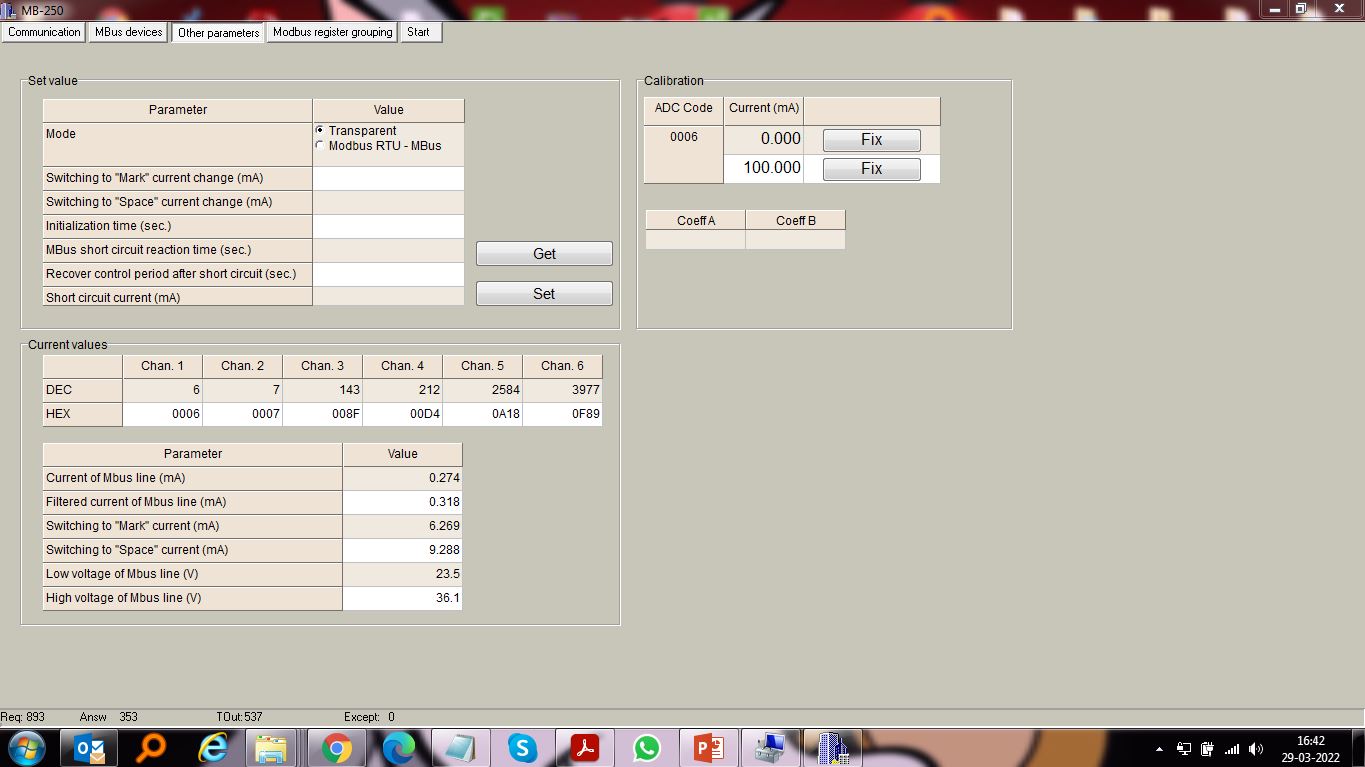 MB-250
Communication MBus devices Other parameters Modbus register grouping Start
Set value
Parameter Value
Mode
Transparent
Modbus RTU - MBus
Switching to "Mark" current change (mA)
Switching to "Space" current change (mA)
Initialization time (sec.)
MBus short circuit reaction time (sec.)
Recover control period after short circuit (sec.)
Short circuit current (mA)
Get
Set
Calibration
ADC Code Current (mA)
0006 0.000 Fix
100.000 Fix
Coeff A Coeff B
Current values
Chan. 1 Chan. 2 Chan. 3 Chan. 4 Chan. 5 Chan. 6
DEC 6 7 143 212 2584 3977
HEX 0006 0007 008F 00D4 0A18 0F89
Parameter Value
Current of Mbus line (mA) 0.274
Filtered current of Mbus line (mA) 0.318
Switching to "Mark" current (mA) 6.269
Switching to "Space" current (mA) 9.288
Low voltage of Mbus line (V) 23.5
High voltage of Mbus line (V) 36.1
Req: 893 Answ 353 TOut: 537 Except: 0
16:42
29-03-2022